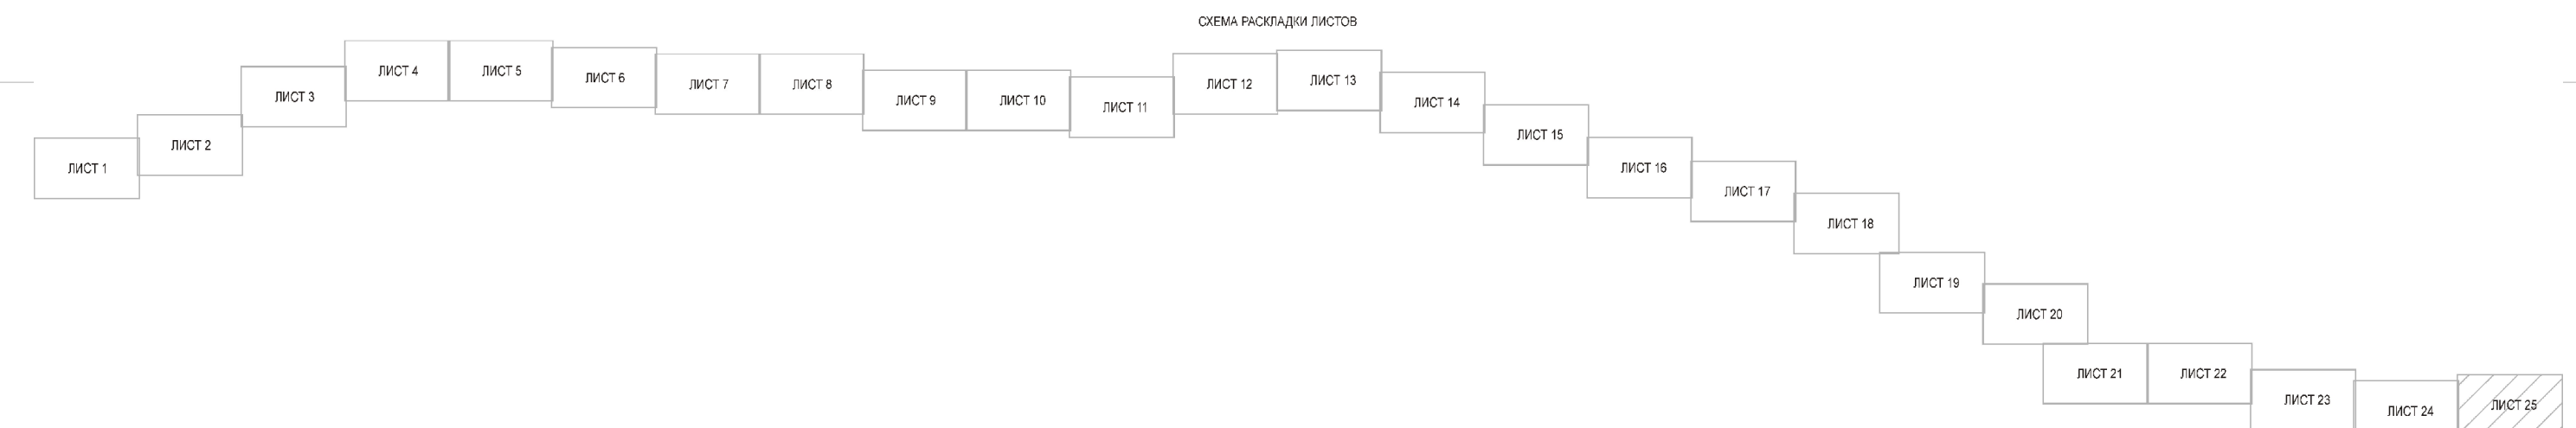 СХЕМА РАСКЛАДКИ ЛИСТОВ
ЛИСТ 1
ЛИСТ 2
ЛИСТ 3
ЛИСТ 4
ЛИСТ 5
ЛИСТ 6
ЛИСТ 7
ЛИСТ 8
ЛИСТ 9
ЛИСТ 10
ЛИСТ 11
ЛИСТ 12
ЛИСТ 13
ЛИСТ 14
ЛИСТ 15
ЛИСТ 16
ЛИСТ 17
ЛИСТ 18
ЛИСТ 19
ЛИСТ 20
ЛИСТ 21
ЛИСТ 22
ЛИСТ 23
ЛИСТ 24
ЛИСТ 25